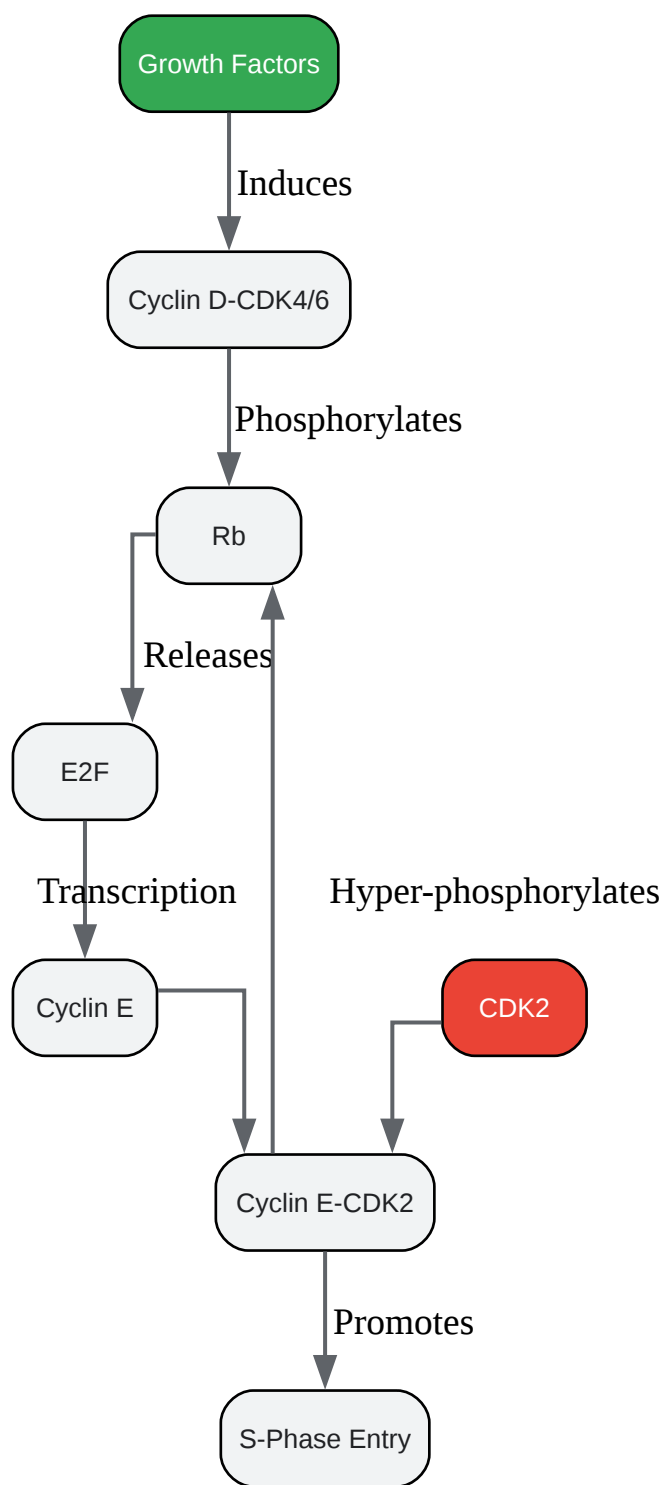 Growth Factors
Induces
Cyclin D-CDK4/6
Phosphorylates
Rb
Releases
E2F
Transcription
Hyper-phosphorylates
Cyclin E
CDK2
Cyclin E-CDK2
Promotes
S-Phase Entry